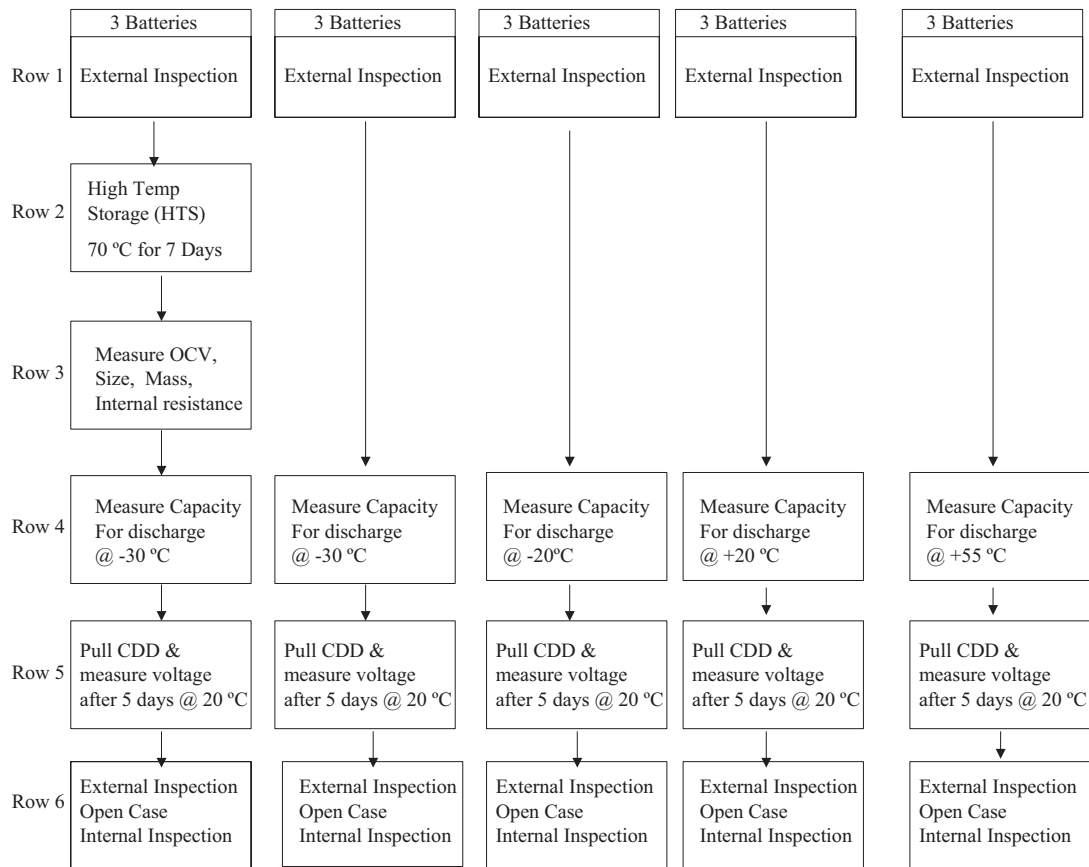 3 Batteries
3 Batteries
3 Batteries
3 Batteries
3 Batteries
Row 1
External Inspection
External Inspection
External Inspection
External Inspection
External Inspection
Row 2
High Temp
Storage (HTS)
70 ºC for 7 Days
Row 3
Measure OCV,
Size, Mass,
Internal resistance
Row 4
Measure Capacity
For discharge
@ -30 ºC
Measure Capacity
For discharge
@ -30 ºC
Measure Capacity
For discharge
@ -20ºC
Measure Capacity
For discharge
@ +20 ºC
Measure Capacity
For discharge
@ +55 ºC
Row 5
Pull CDD &
measure voltage
after 5 days @ 20 ºC
Pull CDD &
measure voltage
after 5 days @ 20 ºC
Pull CDD &
measure voltage
after 5 days @ 20 ºC
Pull CDD &
measure voltage
after 5 days @ 20 ºC
Pull CDD &
measure voltage
after 5 days @ 20 ºC
Row 6
External Inspection
Open Case
Internal Inspection
External Inspection
Open Case
Internal Inspection
External Inspection
Open Case
Internal Inspection
External Inspection
Open Case
Internal Inspection
External Inspection
Open Case
Internal Inspection